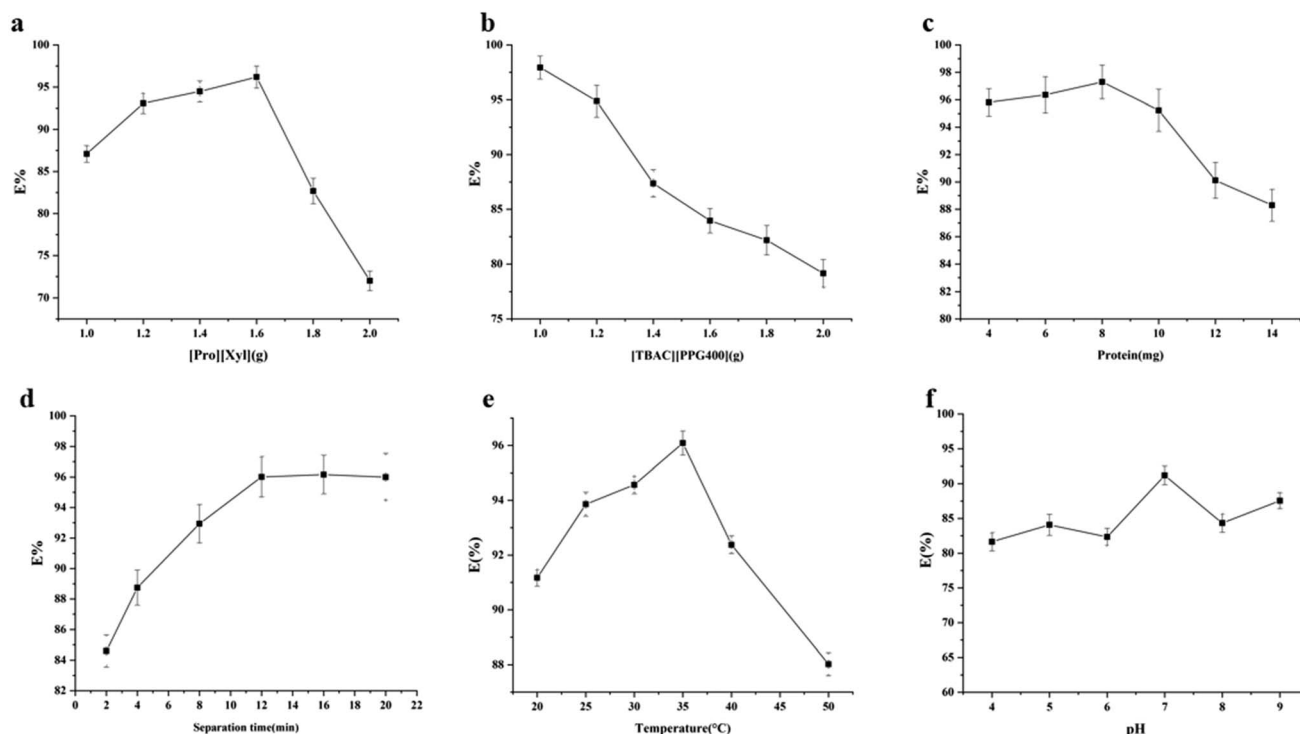 a
100
95
90
85
80
75
70
E%
1.0 1.2 1.4 1.6 1.8 2.0
[Pro][Xyl](g)
b
100
95
90
85
80
75
E%
1.0 1.2 1.4 1.6 1.8 2.0
[TBAC][PPG400](g)
c
100
98
96
94
92
90
88
86
84
82
80
E%
4 6 8 10 12 14
Protein(mg)
d
100
98
96
94
92
90
88
86
84
82
E%
0 2 4 6 8 10 12 14 16 18 20 22
Separation time(min)
e
96
94
92
90
88
E(%)
20 25 30 35 40 45 50
Temperature(°C)
f
100
95
90
85
80
75
70
65
60
E(%)
4 5 6 7 8 9
pH